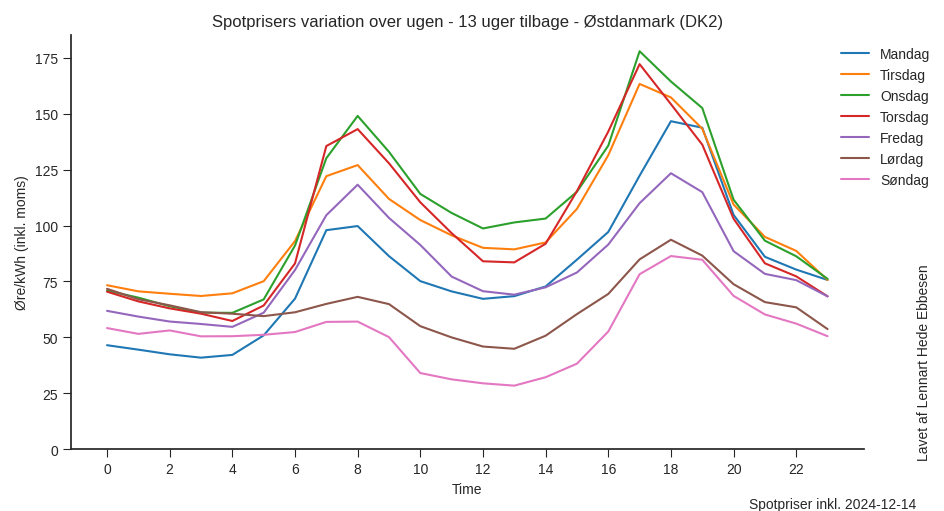 Spotprisers variation over ugen - 13 uger tilbage - Østdanmark (DK2)
Øre/kWh (inkl. moms)
175
150
125
100
75
50
25
0
0 2 4 6 8 10 12 14 16 18 20 22
Time
Mandag
Tirsdag
Onsdag
Torsdag
Fredag
Lørdag
Søndag
Lavet af Lennart Hede Ebbesen
Spotpriser inkl. 2024-12-14